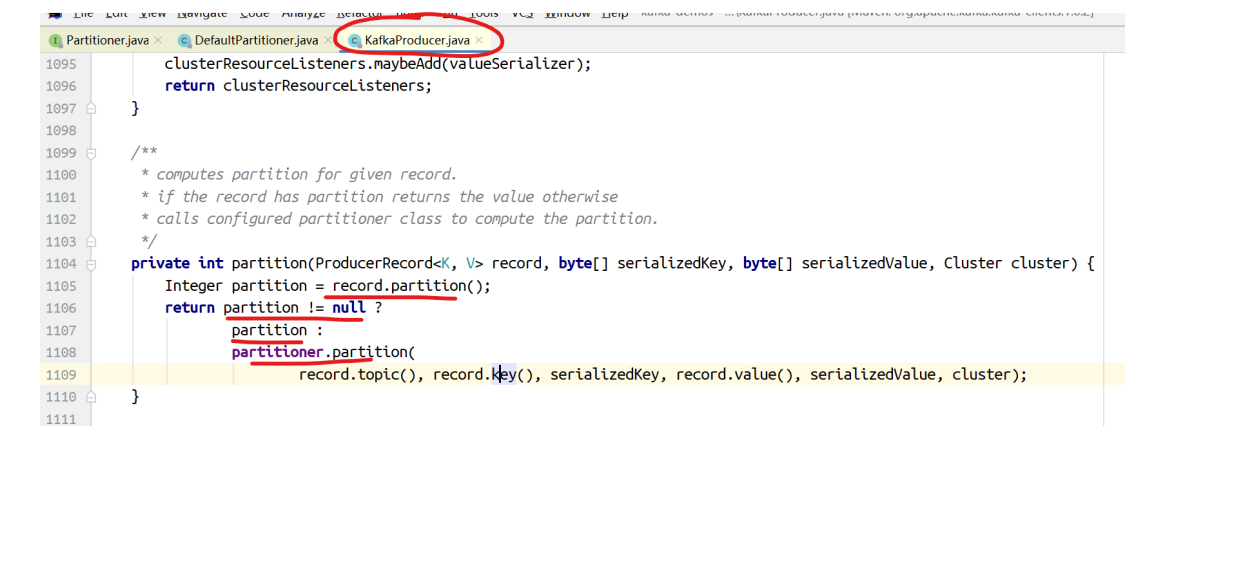 File Edit View Navigate Code Analyze Refactor Tools VCS Window Help kafka-demos
Partitioner.java × DefaultPartitioner.java × KafkaProducer.java ×
1095 clusterResourceListeners.maybeAdd(valueSerializer);
1096 return clusterResourceListeners;
1097 }
1098
1099 /**
1100 * computes partition for given record.
1101 * if the record has partition returns the value otherwise
1102 * calls configured partitioner class to compute the partition.
1103 */
1104 private int partition(ProducerRecord<K, V> record, byte[] serializedKey, byte[] serializedValue, Cluster cluster) {
1105 Integer partition = record.partition();
1106 return partition != null ?
1107 partition :
1108 partitioner.partition(
1109 record.topic(), record.key(), serializedKey, record.value(), serializedValue, cluster);
1110 }
1111